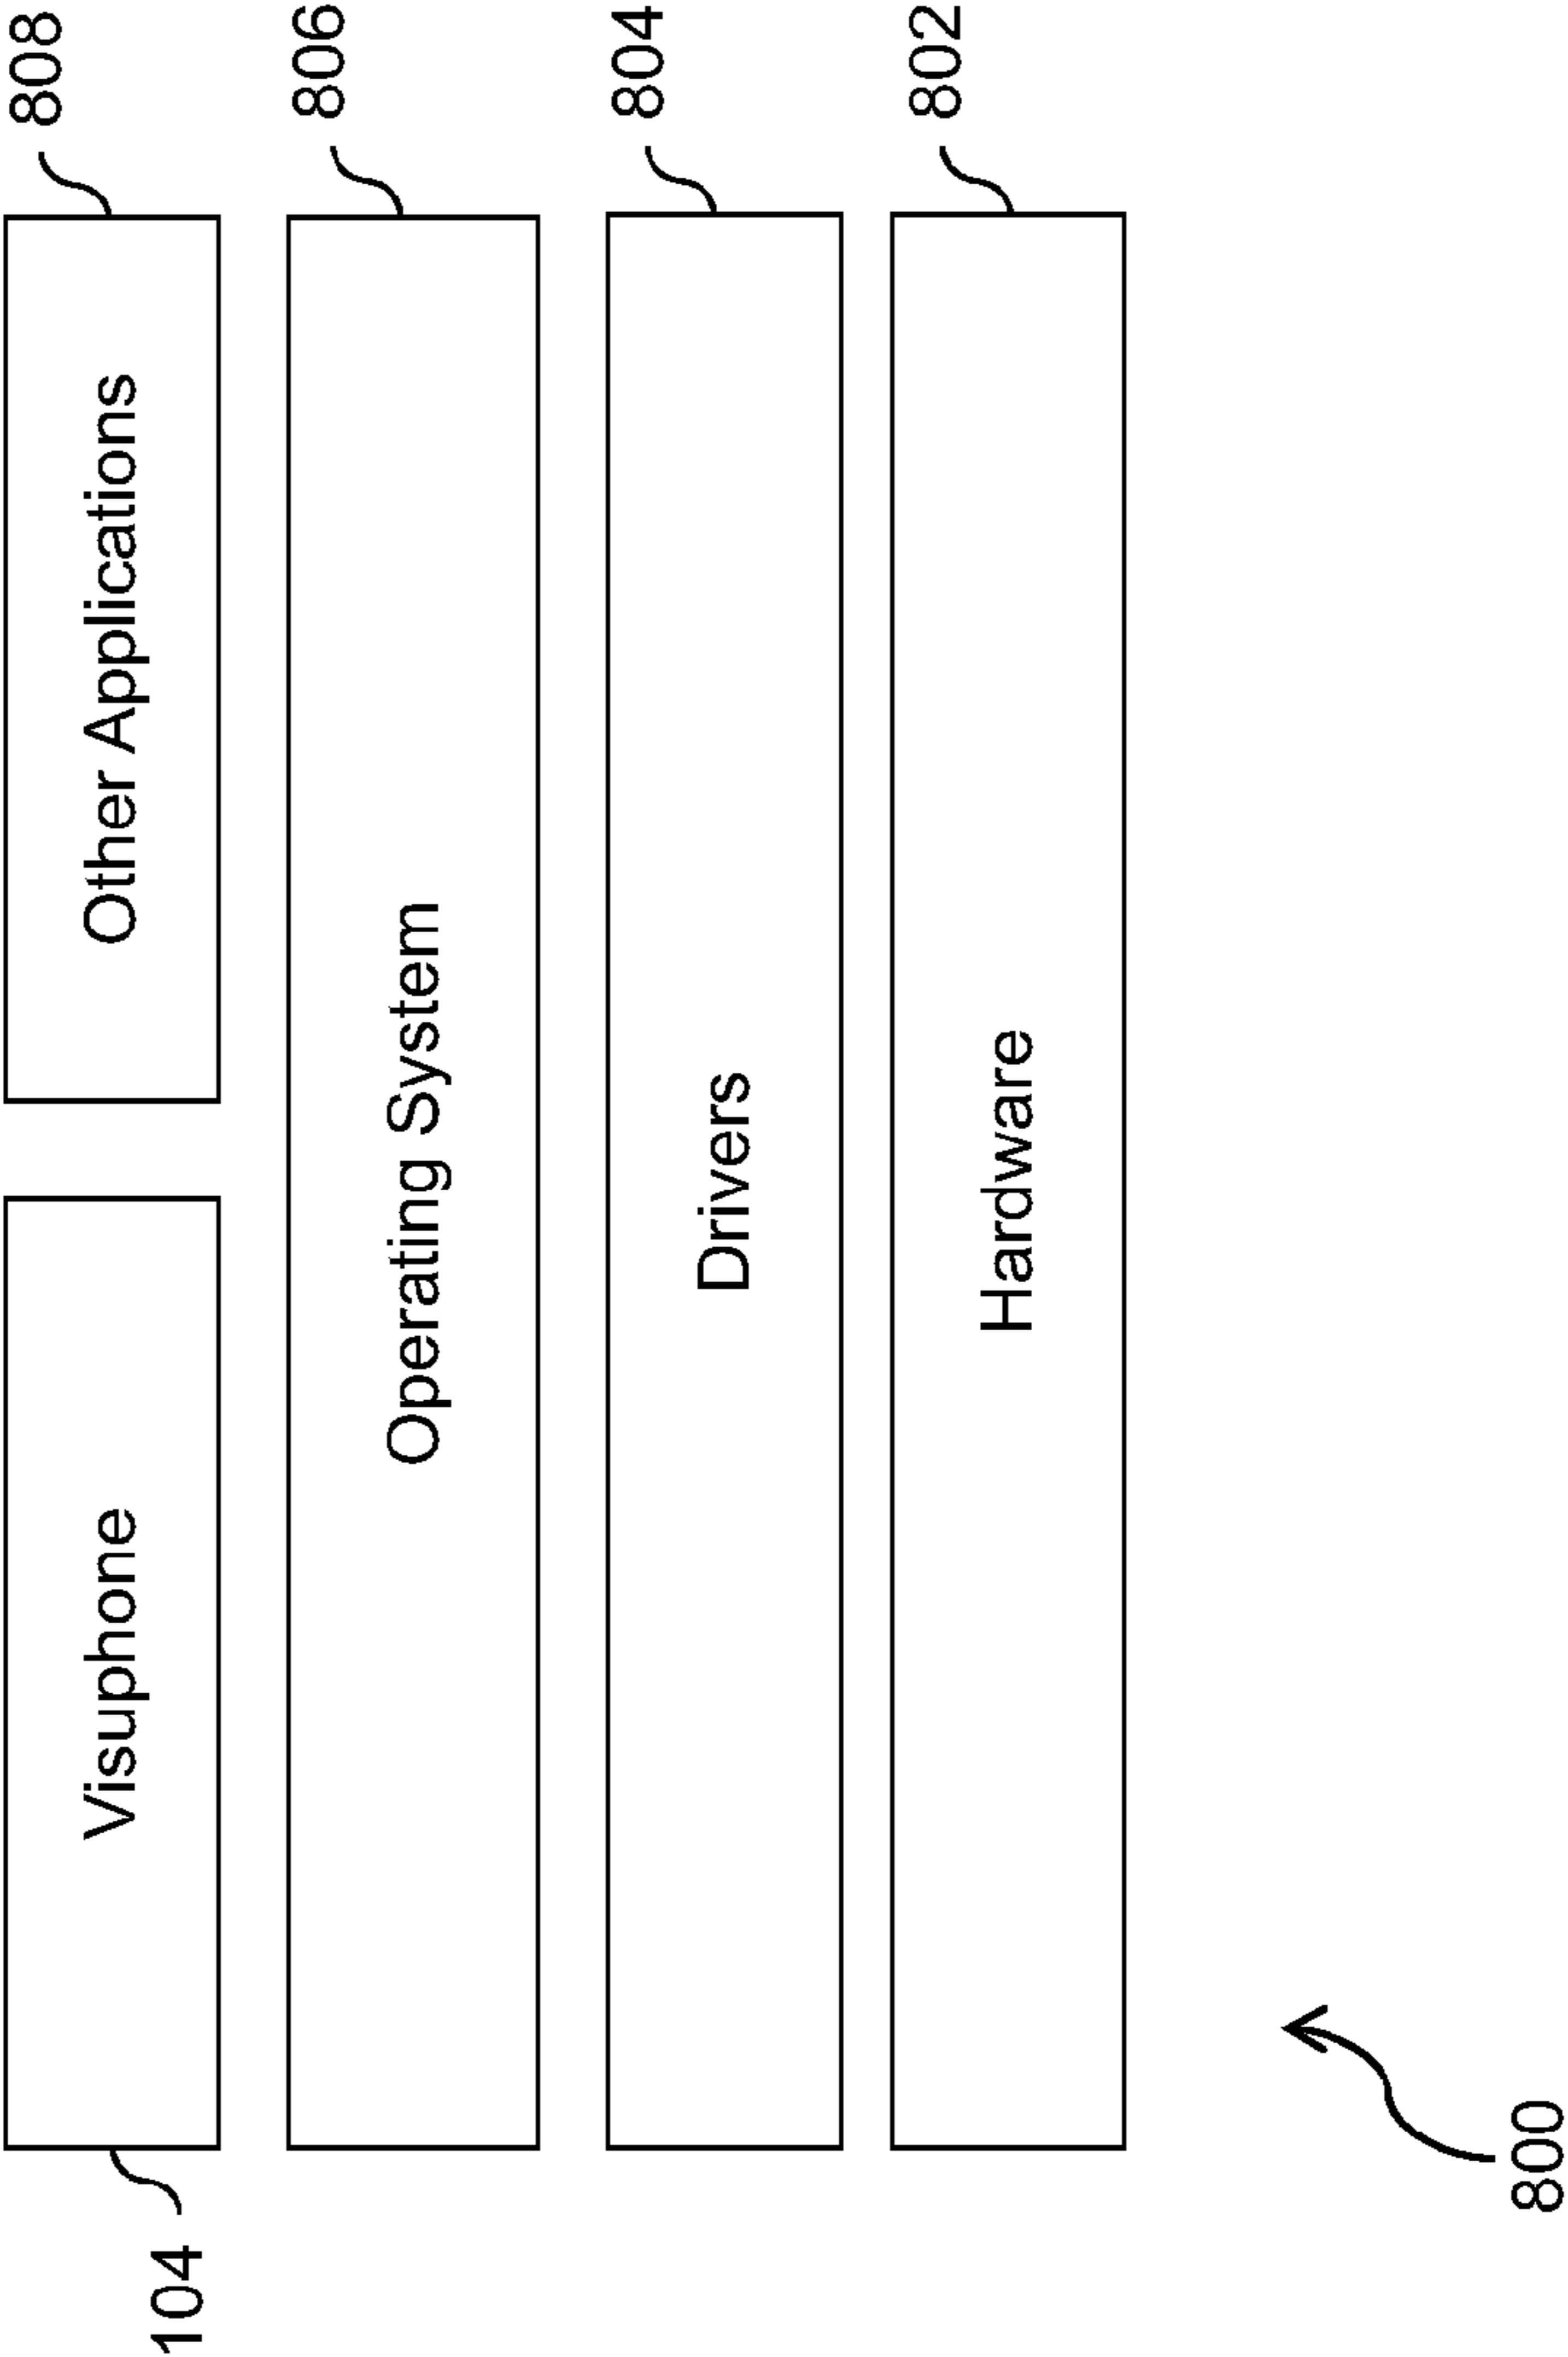 104
Visuphone
Other Applications
808
Operating System
806
Drivers
804
Hardware
802
800